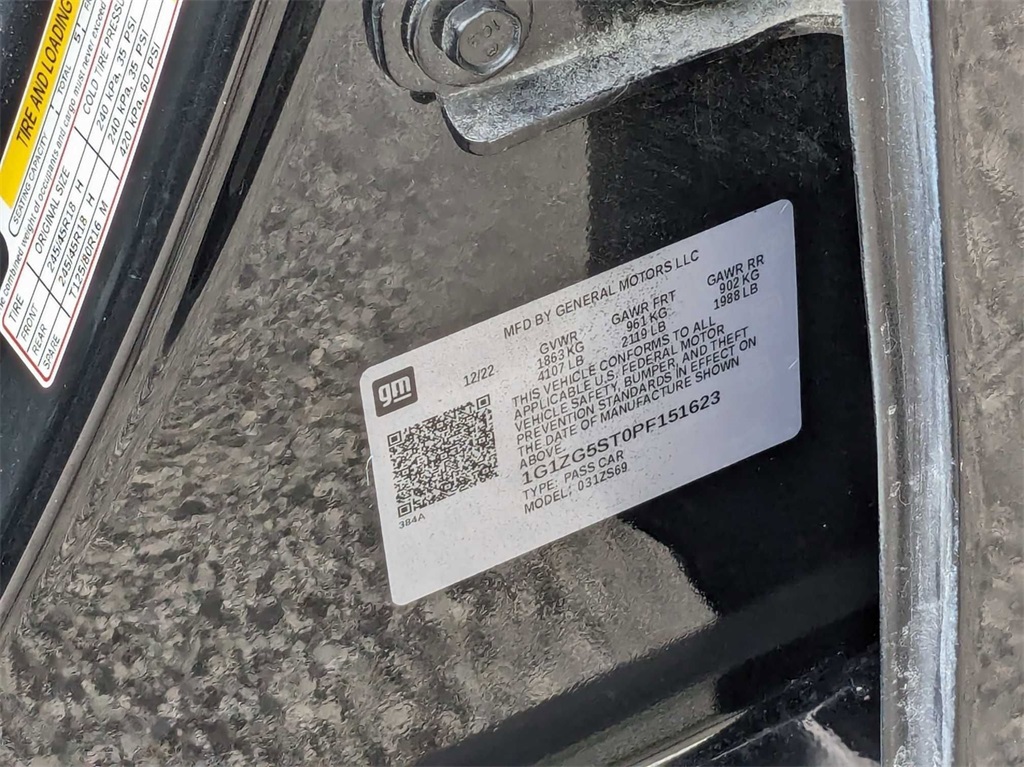 TIRE AND LOADING
SEATING CAPACITY TOTAL 5
combined weight of occupants and cargo must never exceed
TIRE ORIGINAL SIZE COLD TIRE PRESSURE
FRONT 245/45R18 H 240 KPA, 35 PSI
REAR 245/45R18 H 240 KPA, 35 PSI
SPARE T125/80R16 M 420 KPA, 60 PSI
MFD BY GENERAL MOTORS LLC
gm
12/22
GVWR GAWR FRT GAWR RR
1863 KG 961 KG 902 KG
4107 LB 2119 LB 1988 LB
THIS VEHICLE CONFORMS TO ALL
APPLICABLE U.S. FEDERAL MOTOR
VEHICLE SAFETY, BUMPER, AND THEFT
PREVENTION STANDARDS IN EFFECT ON
THE DATE OF MANUFACTURE SHOWN
ABOVE.
1G1ZG5ST0PF151623
TYPE: PASS CAR
MODEL: 031ZS69
384A